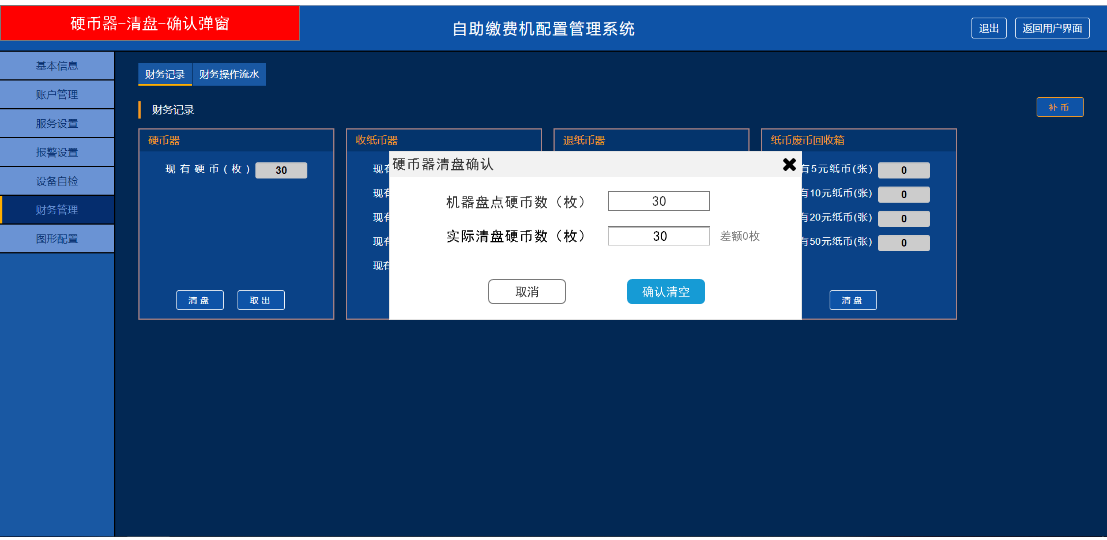 硬币器-清盘-确认弹窗
自助缴费机配置管理系统
退出
返回用户界面
基本信息
账户管理
服务设置
报警设置
设备自检
财务管理
图形配置
财务记录
财务操作流水
财务记录
补币
硬币器
现有硬币(枚)
30
清盘
取出
收纸币器
现有
现有
现有
现有
现在
退纸币器
纸币废币回收箱
有5元纸币(张)
0
有10元纸币(张)
0
有20元纸币(张)
0
有50元纸币(张)
0
清盘
硬币器清盘确认
机器盘点硬币数（枚）
30
实际清盘硬币数（枚）
30
差额0枚
取消
确认清空